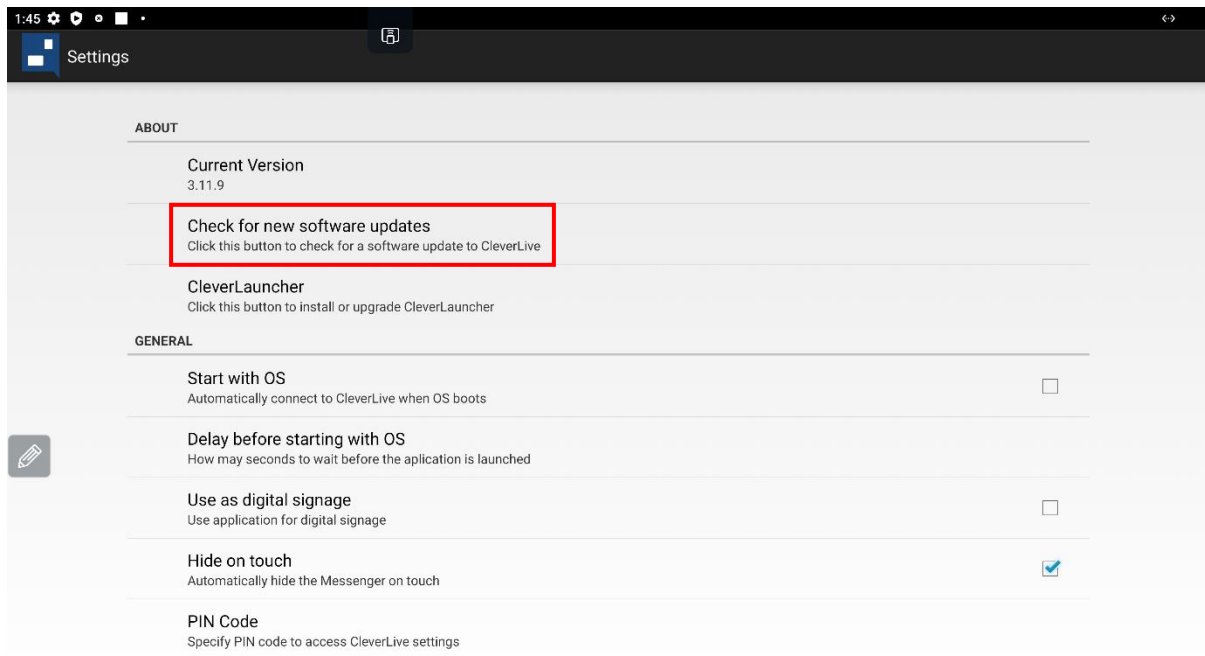 1:45
Settings
ABOUT
Current Version
3.11.9
Check for new software updates
Click this button to check for a software update to CleverLive
CleverLauncher
Click this button to install or upgrade CleverLauncher
GENERAL
Start with OS
Automatically connect to CleverLive when OS boots
Delay before starting with OS
How may seconds to wait before the aplication is launched
Use as digital signage
Use application for digital signage
Hide on touch
Automatically hide the Messenger on touch
PIN Code
Specify PIN code to access CleverLive settings